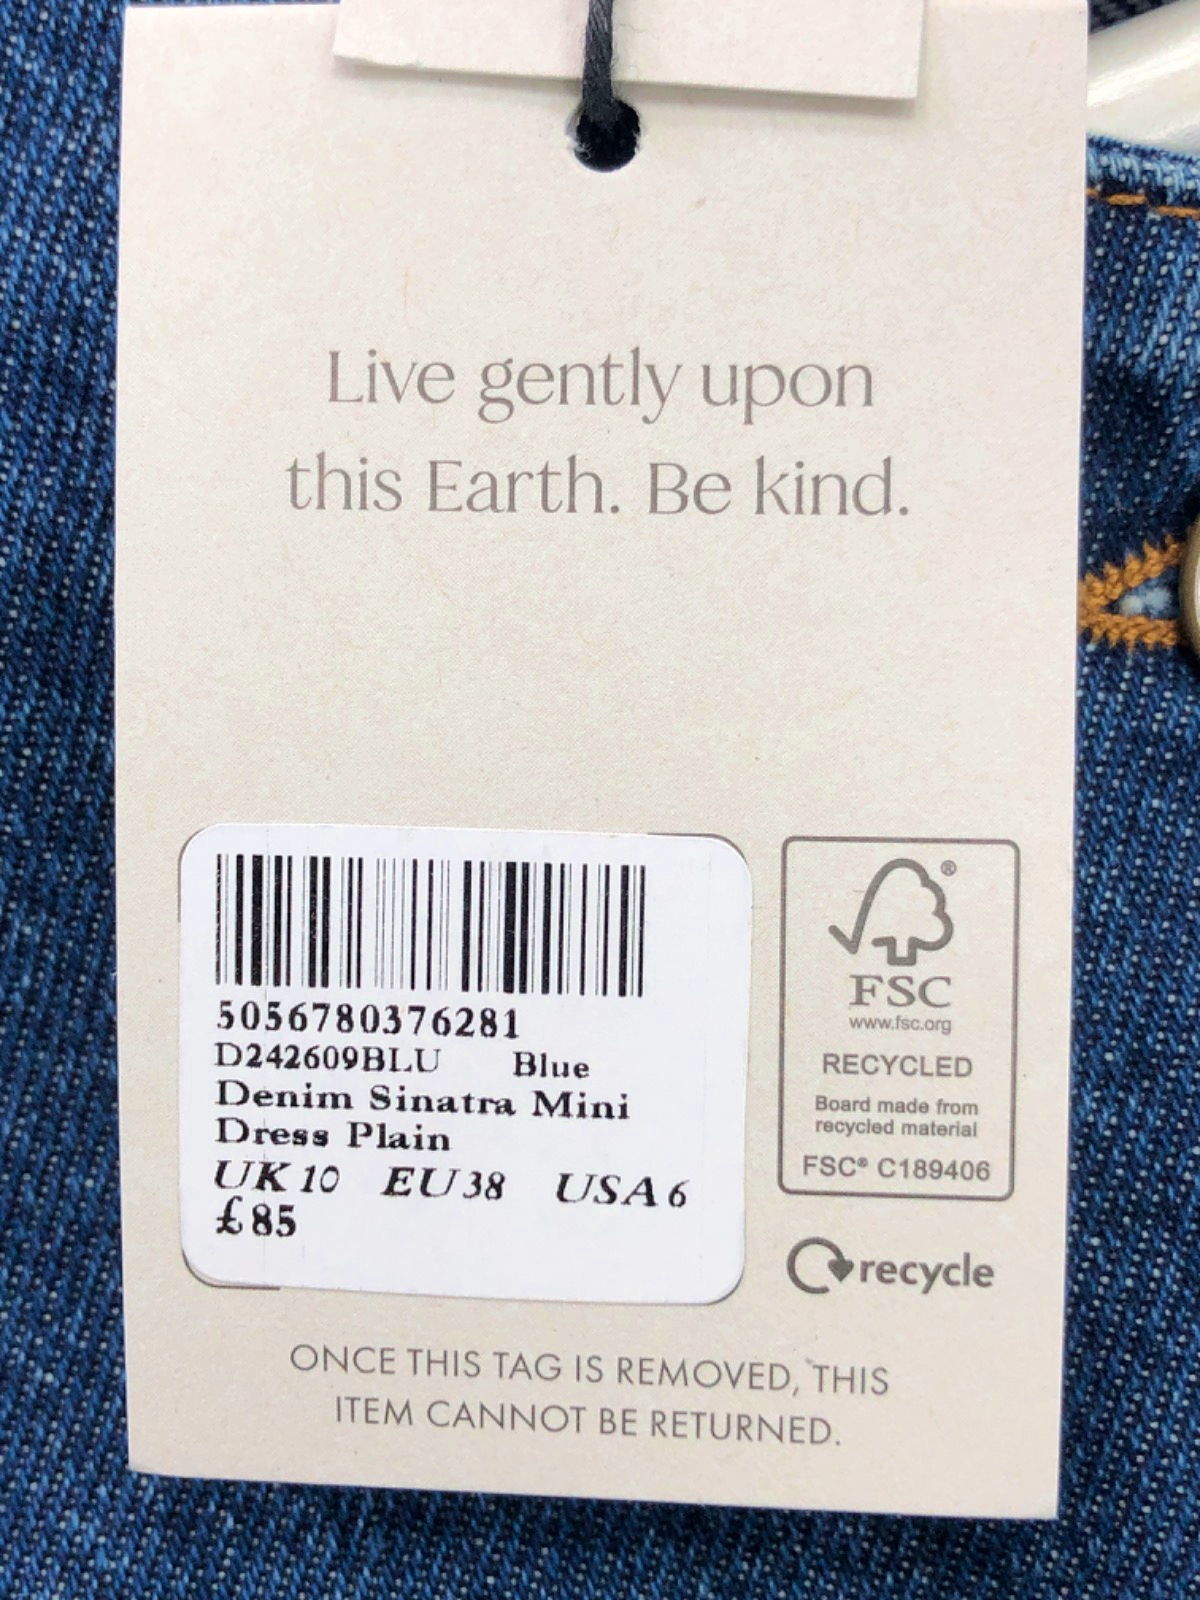 Live gently upon
this Earth. Be kind.
5056780376281
D242609BLU Blue
Denim Sinatra Mini
Dress Plain
UK 10 EU 38 USA 6
£85
®
FSC
www.fsc.org
RECYCLED
Board made from
recycled material
FSC® C189406
recycle
ONCE THIS TAG IS REMOVED, THIS
ITEM CANNOT BE RETURNED.